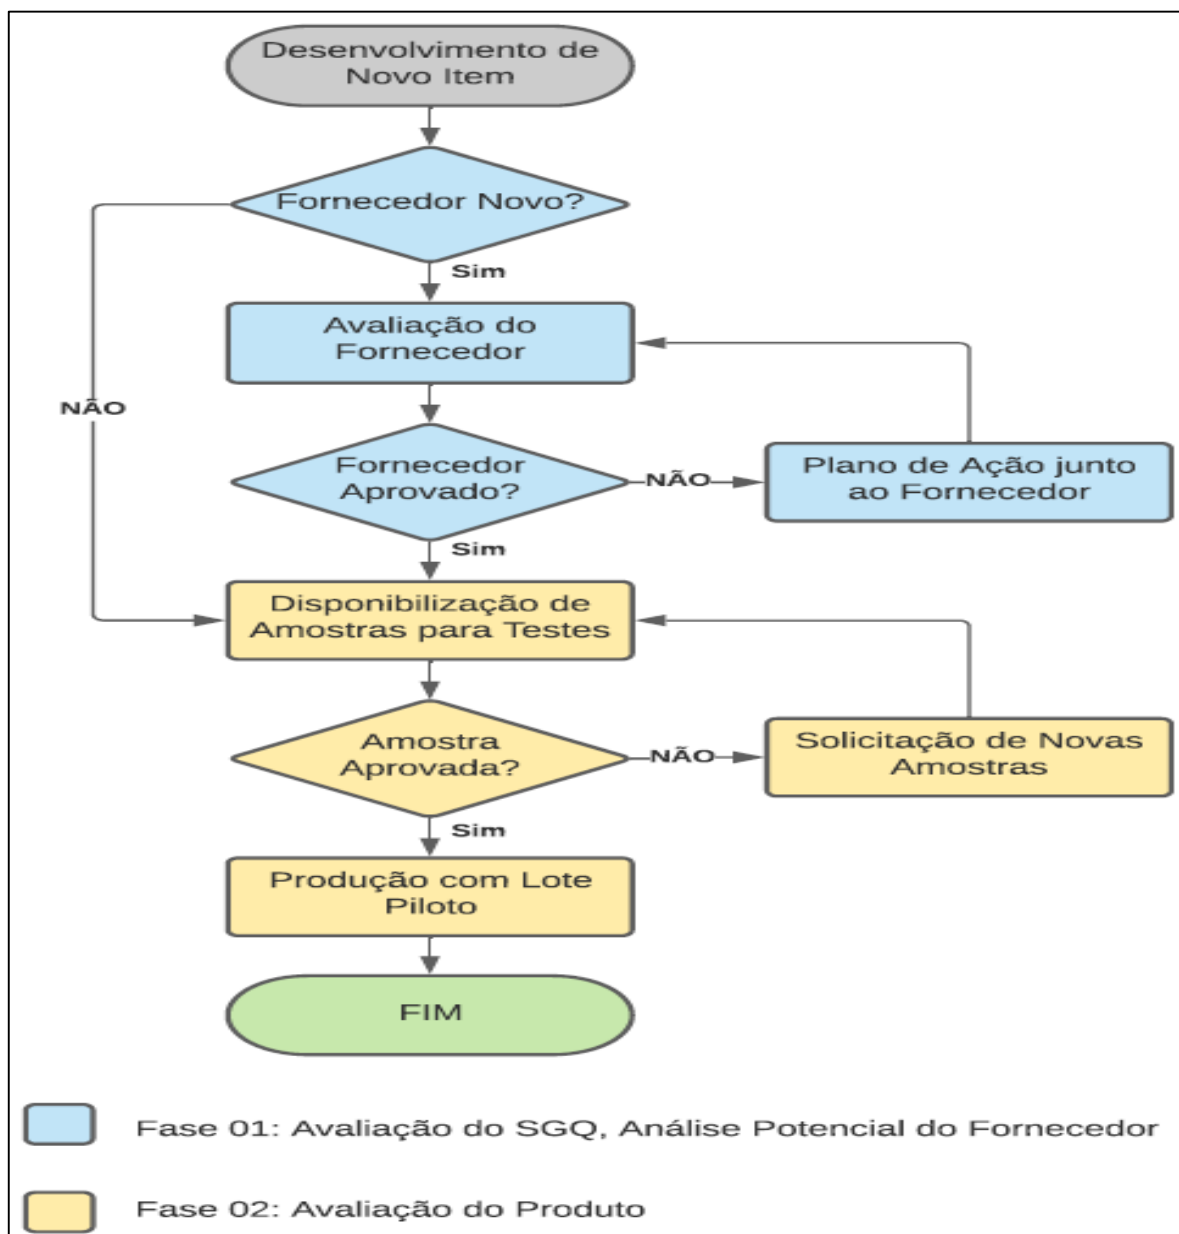 Desenvolvimento de
Novo Item
Fornecedor Novo?
Sim
Avaliação do
Fornecedor
NÃO
Fornecedor
Aprovado?
NÃO
Plano de Ação junto
ao Fornecedor
Sim
Disponibilização de
Amostras para Testes
Amostra
Aprovada?
NÃO
Solicitação de Novas
Amostras
Sim
Produção com Lote
Piloto
FIM
Fase 01: Avaliação do SGQ, Análise Potencial do Fornecedor
Fase 02: Avaliação do Produto